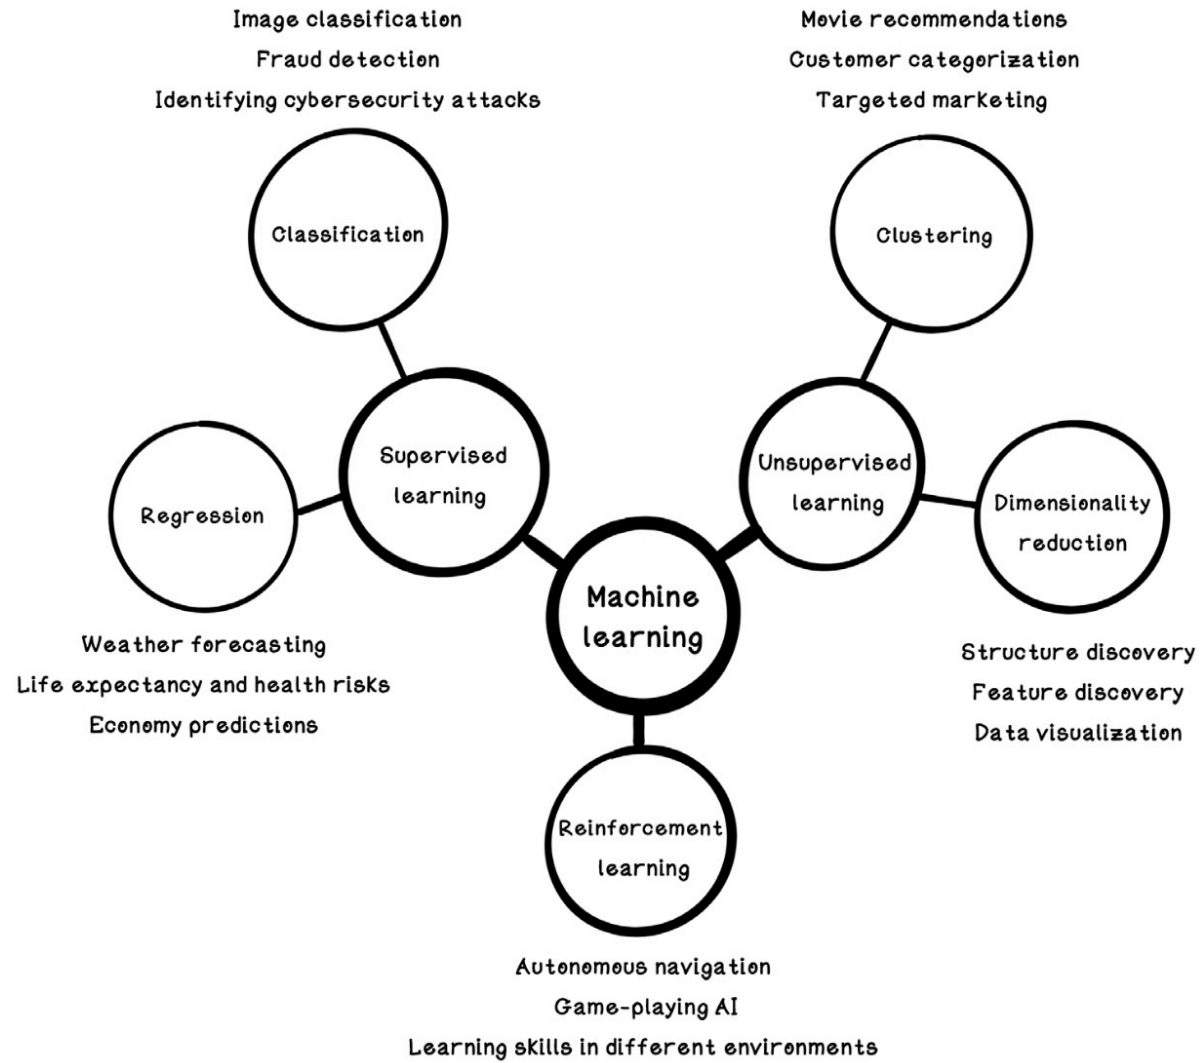 Image classification
Fraud detection
Identifying cybersecurity attacks
Movie recommendations
Customer categorization
Targeted marketing
Classification
Clustering
Supervised
learning
Unsupervised
learning
Regression
Dimensionality
reduction
Machine
learning
Weather forecasting
Life expectancy and health risks
Economy predictions
Structure discovery
Feature discovery
Data visualization
Reinforcement
learning
Autonomous navigation
Game-playing AI
Learning skills in different environments